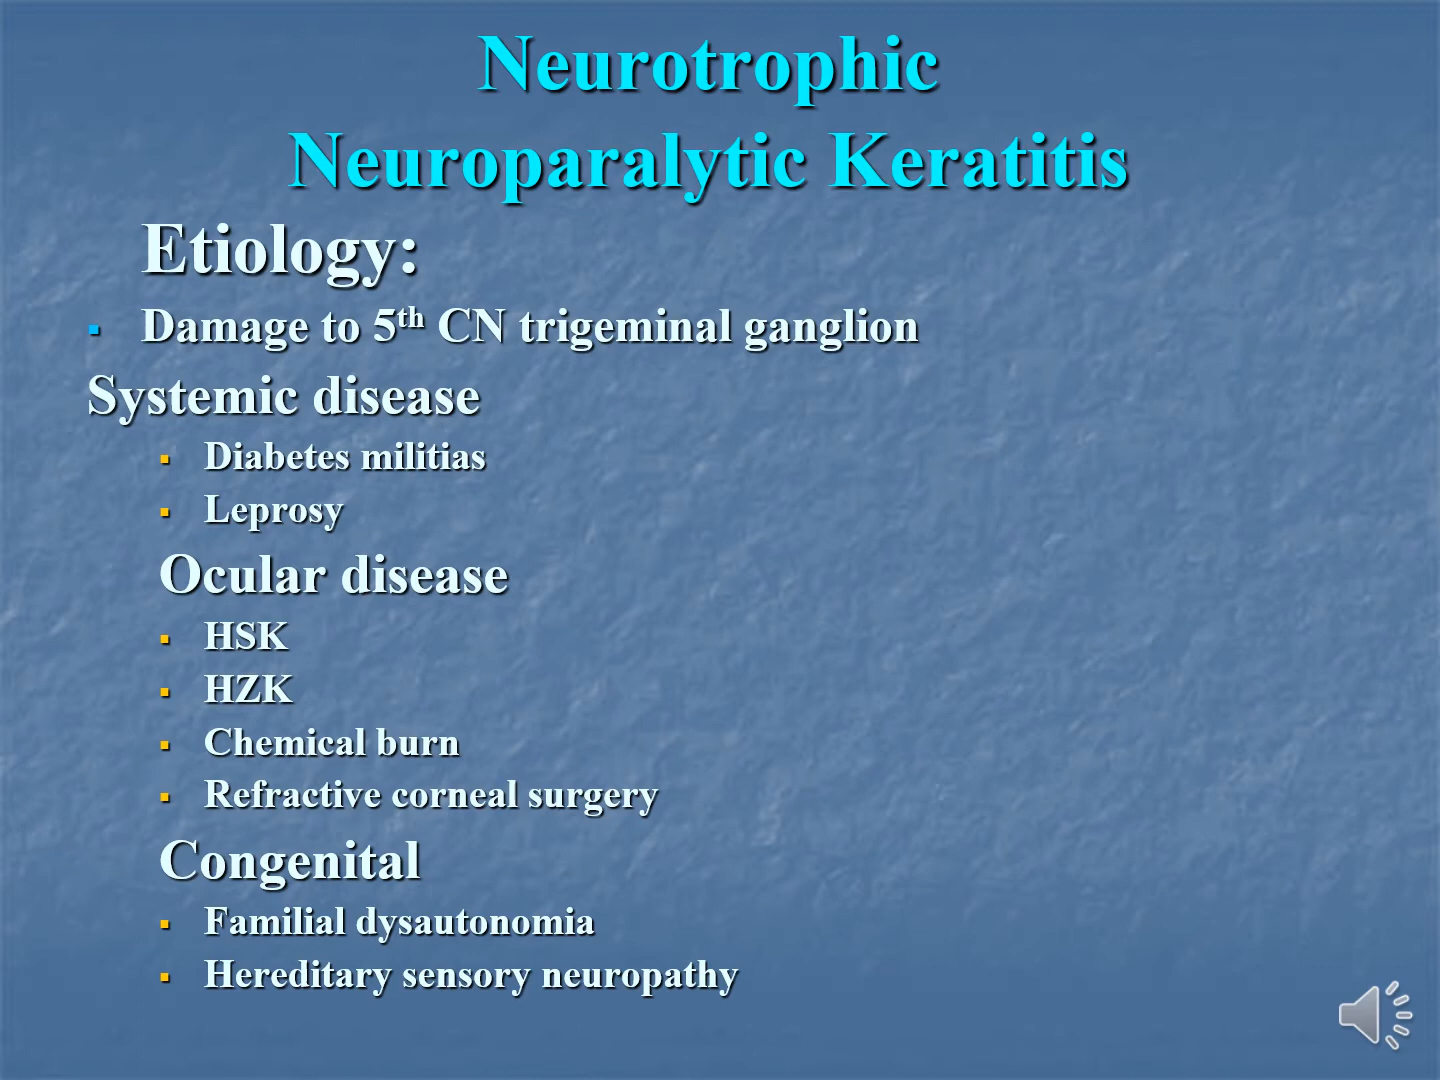 Neurotrophic
Neuroparalytic Keratitis
Etiology:
▪ Damage to 5th CN trigeminal ganglion
Systemic disease
▪ Diabetes militias
▪ Leprosy
Ocular disease
▪ HSK
▪ HZK
▪ Chemical burn
▪ Refractive corneal surgery
Congenital
▪ Familial dysautonomia
▪ Hereditary sensory neuropathy